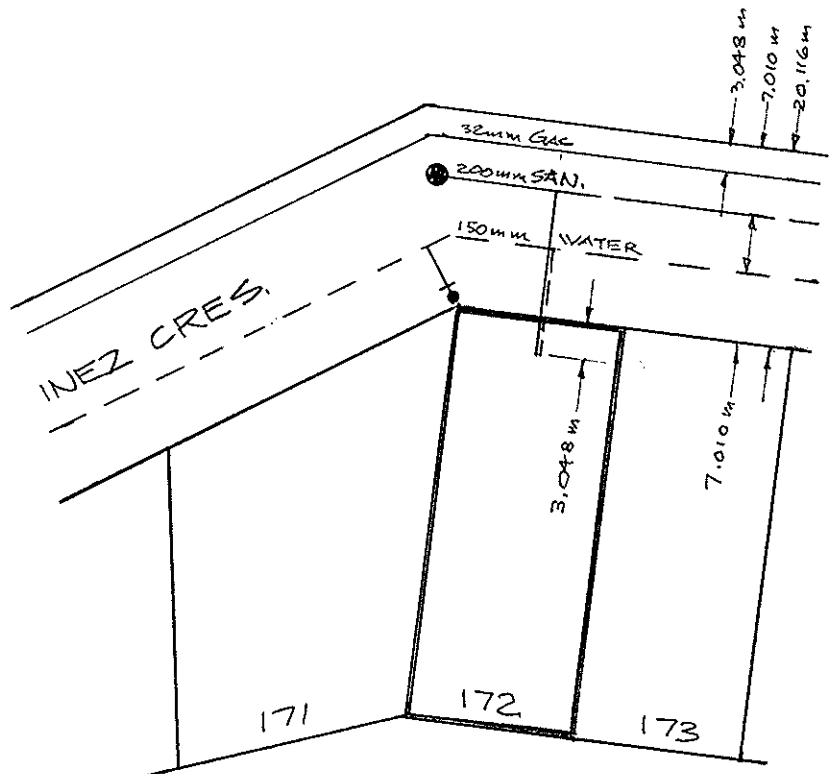 3.048 m
7.010 m
20.116 m
32mm GAS
200mm SAN.
150mm WATER
INEZ CRES.
3.048 m
7.010 m
171
172
173